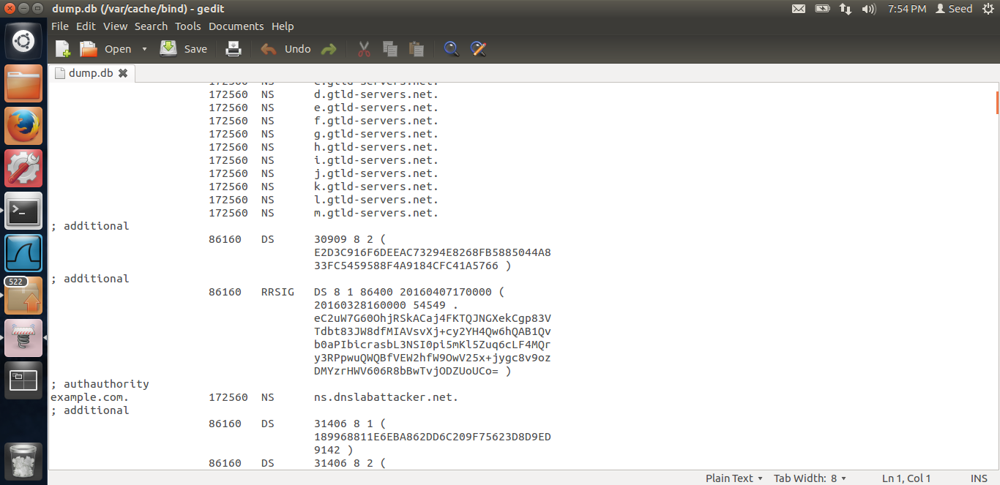 dump.db (/var/cache/bind) - gedit
7:54 PM Seed
File Edit View Search Tools Documents Help
Open Save Undo
dump.db
172560 NS d.gtld-servers.net.
172560 NS e.gtld-servers.net.
172560 NS f.gtld-servers.net.
172560 NS g.gtld-servers.net.
172560 NS h.gtld-servers.net.
172560 NS i.gtld-servers.net.
172560 NS j.gtld-servers.net.
172560 NS k.gtld-servers.net.
172560 NS l.gtld-servers.net.
172560 NS m.gtld-servers.net.
; additional
86160 DS 30909 8 2 (
E2D3C916F6DEEAC73294E8268FB5885044A8
33FC5459588F4A9184CFC41A5766 )
; additional
86160 RRSIG DS 8 1 86400 20160407170000 (
20160328160000 54549 .
eC2uW7G60OhjRSkACaj4FKTQJNGXekCgp83V
Tdbt83JW8dfMIAVsvXj+cy2YH4Qw6hQAB1Qv
b0aPIbicrasbL3NSI0pi5mKl5Zuq6cLF4MQr
y3RPpwuQWQBfVEW2hfW9OwV25x+jygc8v9oz
DMYzrHWV606R8bBwTvjODZUoUCo= )
; authauthority
example.com. 172560 NS ns.dnslabattacker.net.
; additional
86160 DS 31406 8 1 (
189968811E6EBA862DD6C209F75623D8D9ED
9142 )
86160 DS 31406 8 2 (
522
Plain Text Tab Width: 8 Ln 1, Col 1 INS